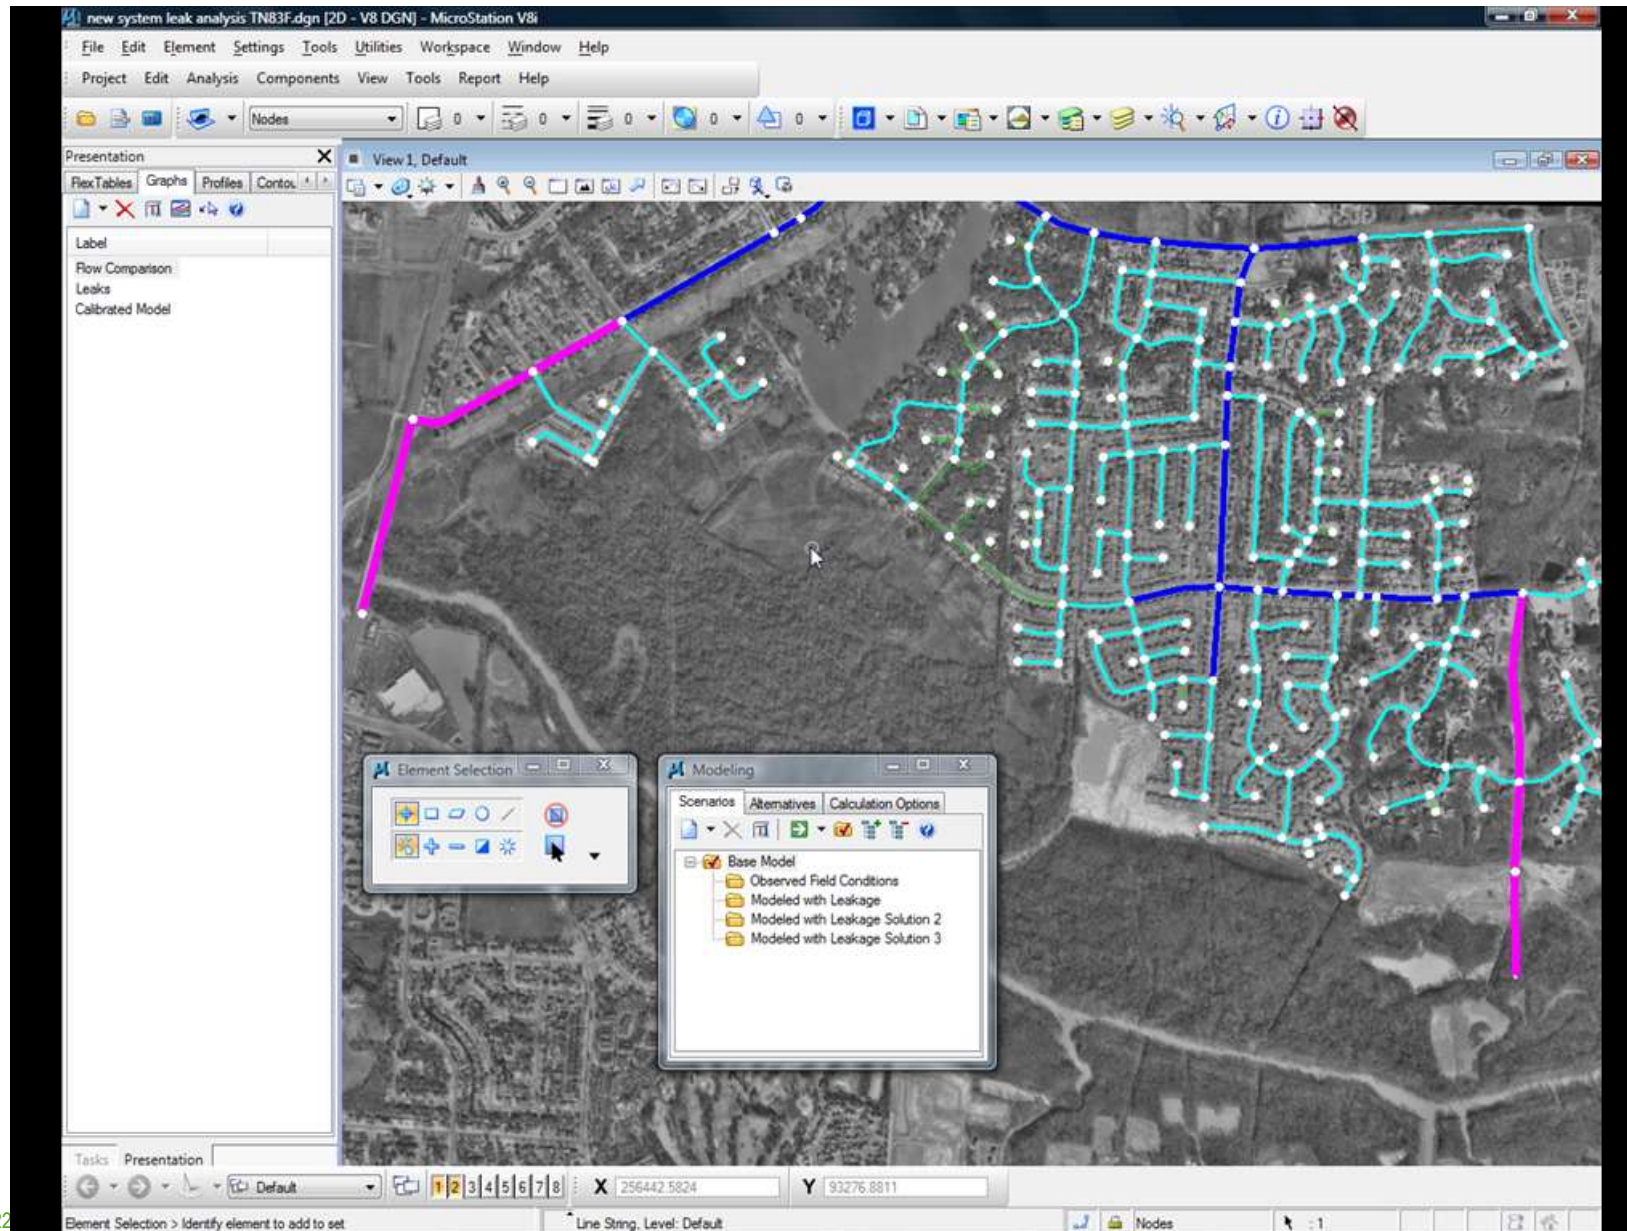 new system leak analysis TN83F.dgn [2D - V8 DGN] - MicroStation V8i
File Edit Element Settings Tools Utilities Workspace Window Help
Project Edit Analysis Components View Tools Report Help
Nodes 0 0 0 0 0
Presentation
View 1, Default
FlexTables Graphs Profiles Contou
Label
Flow Comparison
Leaks
Calibrated Model
Element Selection
Modeling
Scenarios Alternatives Calculation Options
Base Model
Observed Field Conditions
Modeled with Leakage
Modeled with Leakage Solution 2
Modeled with Leakage Solution 3
Tasks Presentation
Default 1 2 3 4 5 6 7 8 X 256442.5824 Y 93276.8811
Element Selection > Identify element to add to set
Line String, Level: Default
Nodes
: 1
22